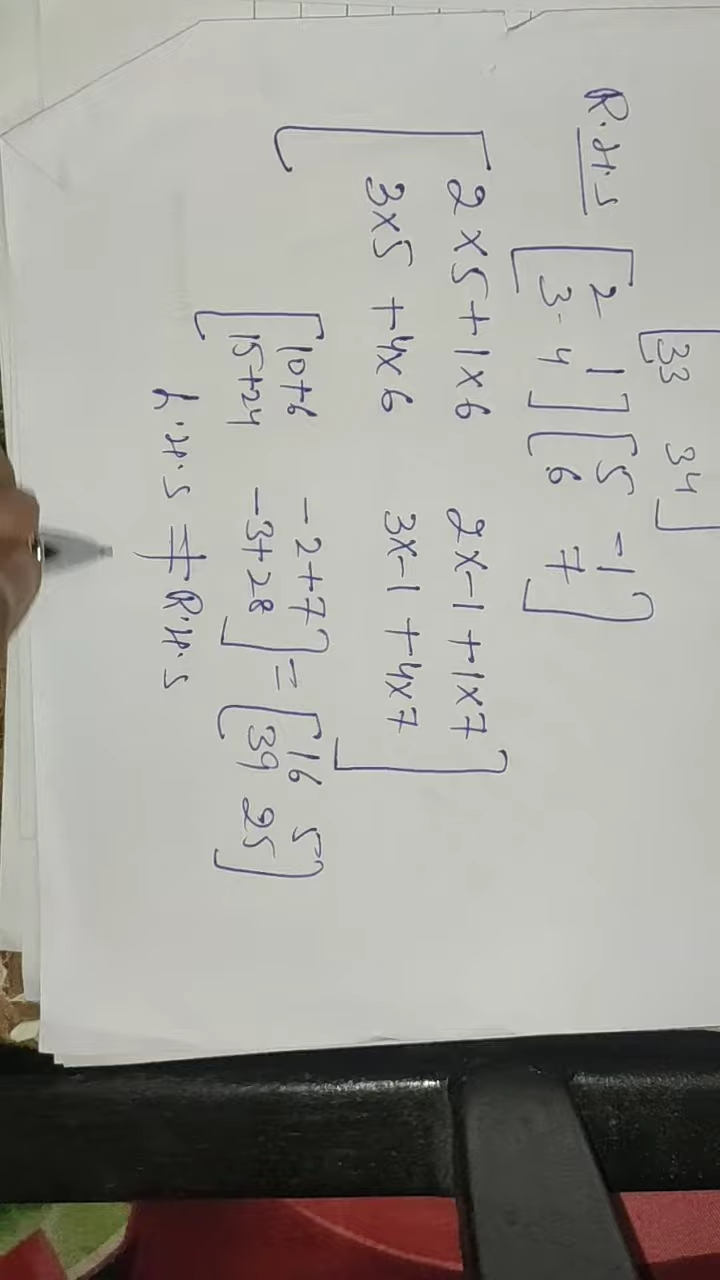 [33 34]
R.H.S [2 1
3 4] [5 -1
6 7]
[2×5+1×6 2×-1+1×7
3×5+4×6 3×-1+4×7]
[10+6 -2+7
15+24 -3+28] = [16 5
39 25]
L.H.S ≠ R.H.S